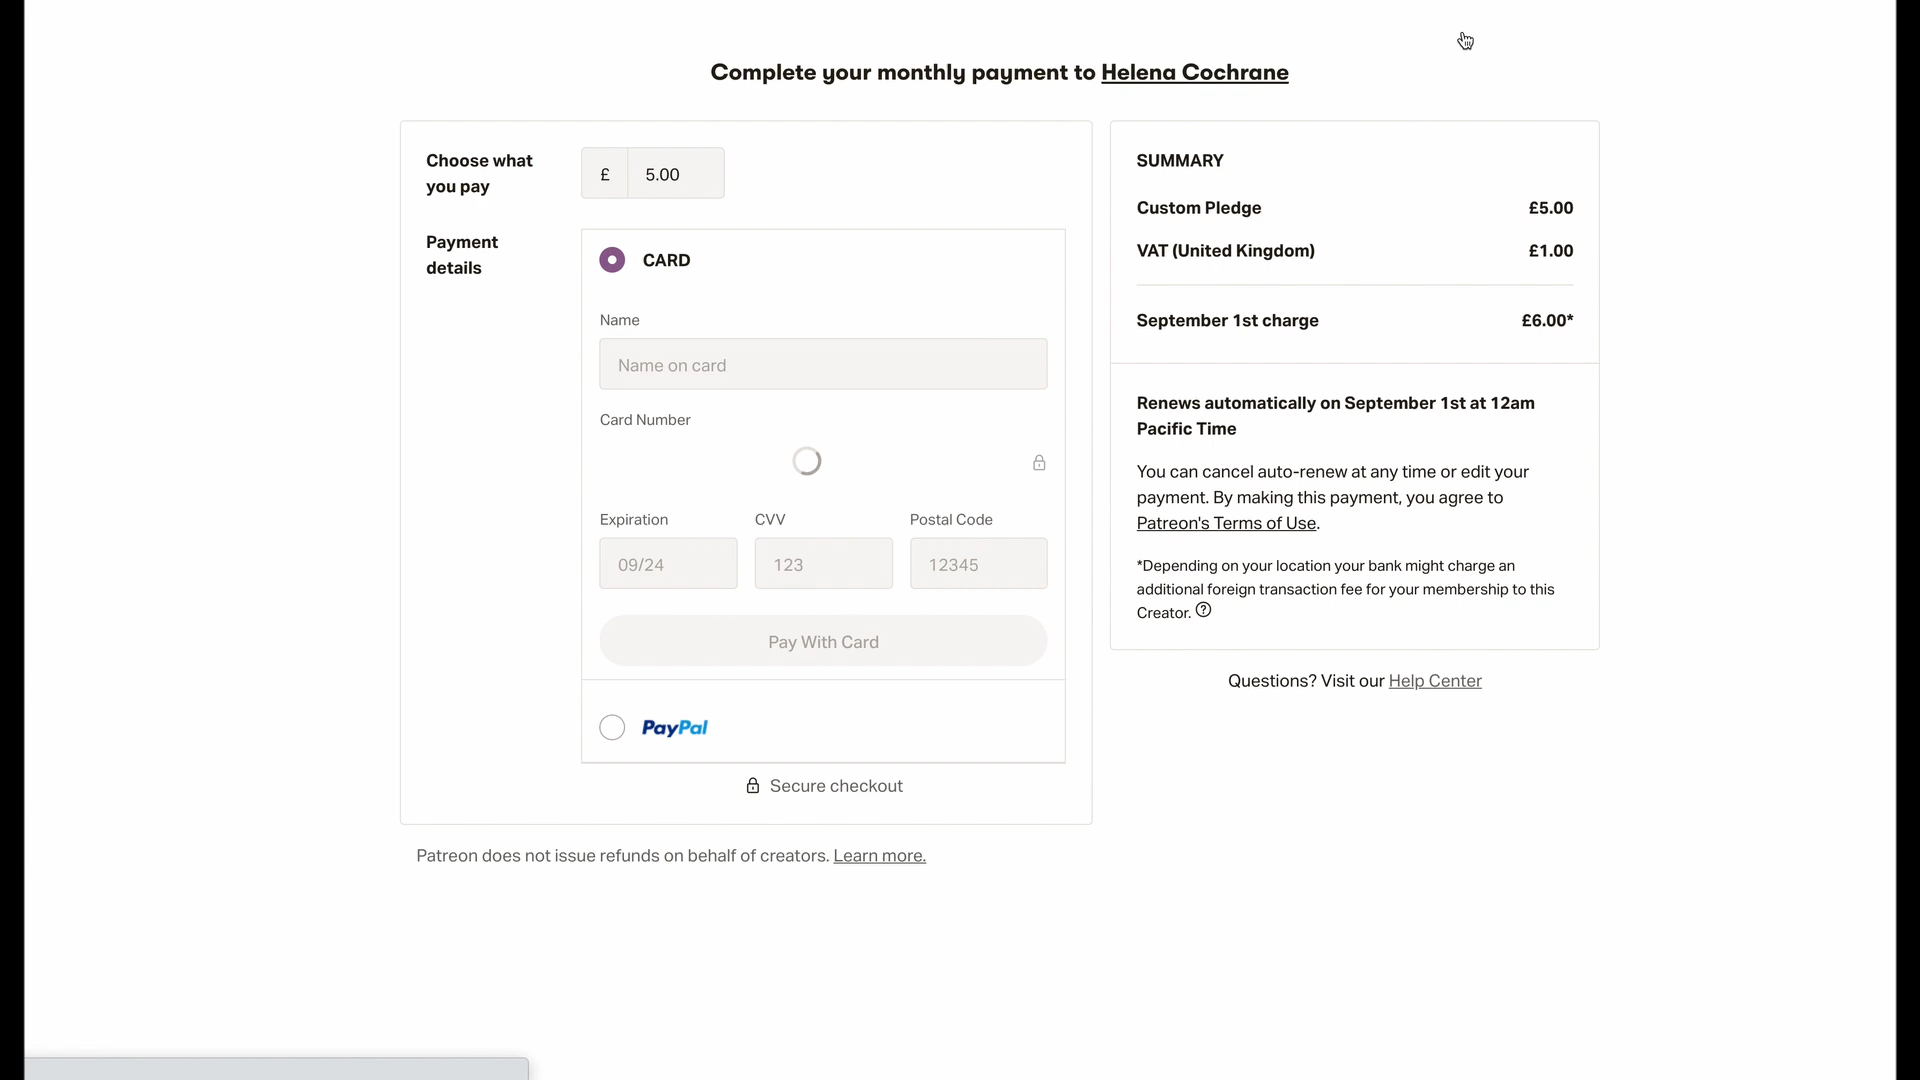 Complete your monthly payment to Helena Cochrane
Choose what
you pay
£ 5.00
Payment
details
CARD
Name
Name on card
Card Number
Expiration CVV Postal Code
09/24 123 12345
Pay With Card
PayPal
Secure checkout
Patreon does not issue refunds on behalf of creators. Learn more.
SUMMARY
Custom Pledge £5.00
VAT (United Kingdom) £1.00
September 1st charge £6.00*
Renews automatically on September 1st at 12am
Pacific Time
You can cancel auto-renew at any time or edit your
payment. By making this payment, you agree to
Patreon's Terms of Use.
*Depending on your location your bank might charge an
additional foreign transaction fee for your membership to this
Creator. ?
Questions? Visit our Help Center